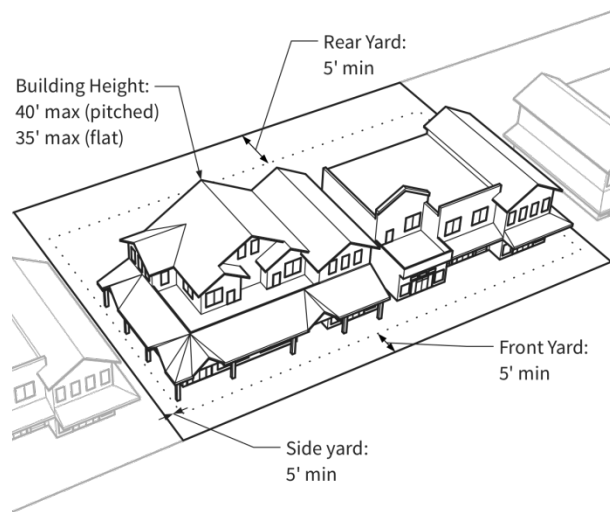 Rear Yard:
5' min
Building Height:
40' max (pitched)
35' max (flat)
Front Yard:
5' min
Side yard:
5' min